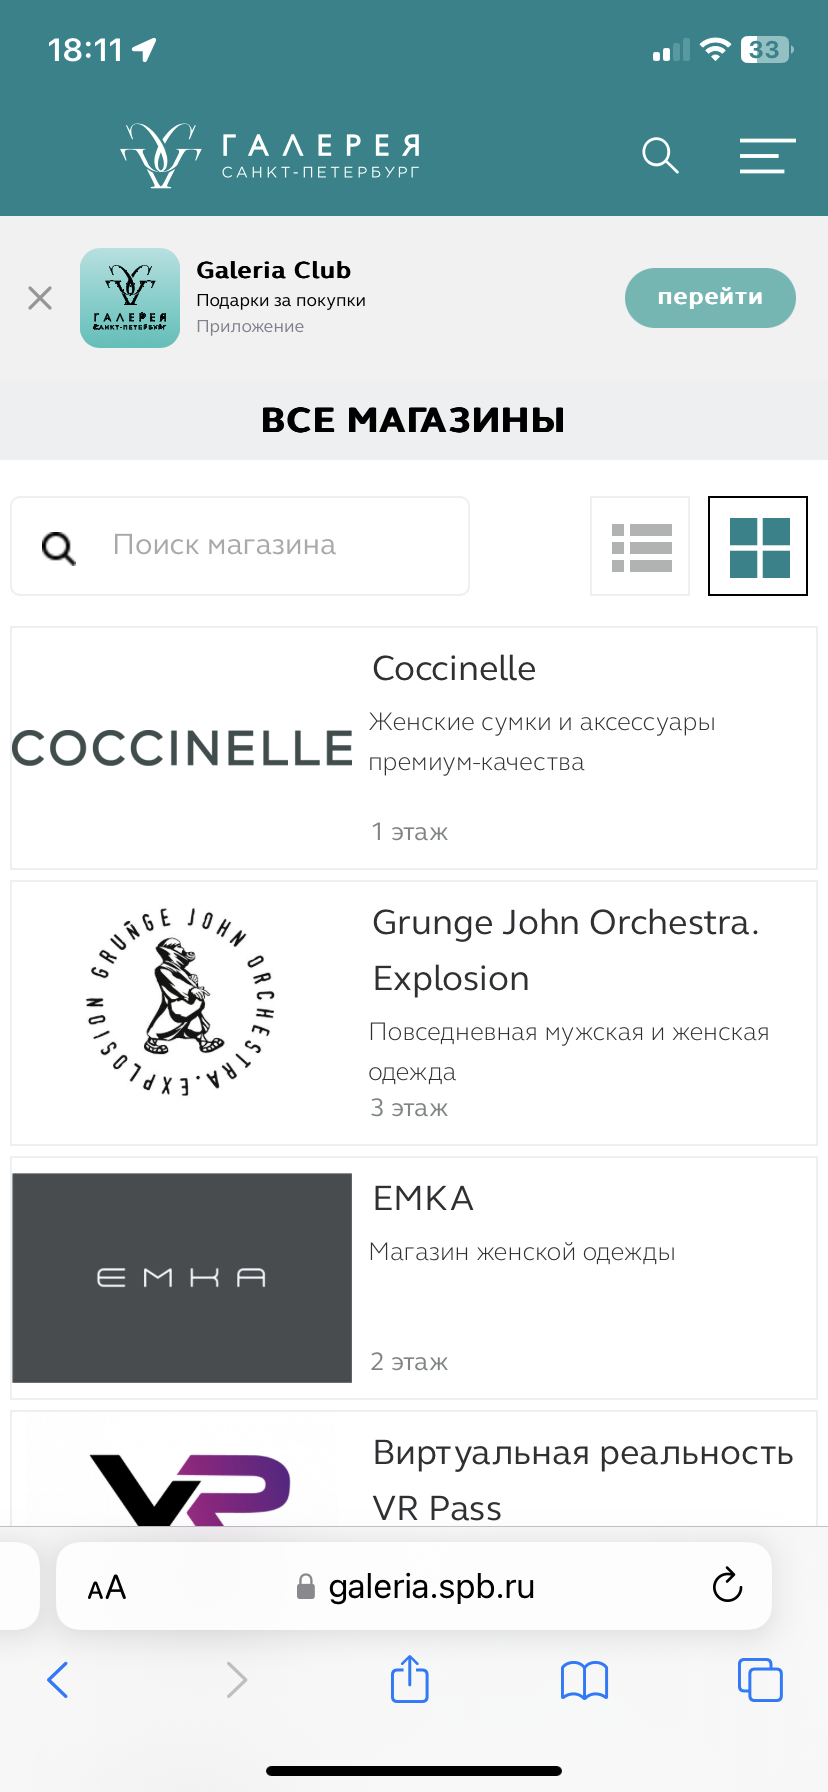 18:11
33
ГАЛЕРЕЯ
САНКТ-ПЕТЕРБУРГ
Galeria Club
Подарки за покупки
Приложение
ГАЛЕРЕЯ
САНКТ-ПЕТЕРБУРГ
перейти
ВСЕ МАГАЗИНЫ
Поиск магазина
COCCINELLE
Coccinelle
Женские сумки и аксессуары
премиум-качества
1 этаж
GRUNGE JOHN ORCHESTRA.EXPLOSION
Grunge John Orchestra.
Explosion
Повседневная мужская и женская
одежда
3 этаж
EMKA
EMKA
Магазин женской одежды
2 этаж
VR
Виртуальная реальность
VR Pass
AA
galeria.spb.ru